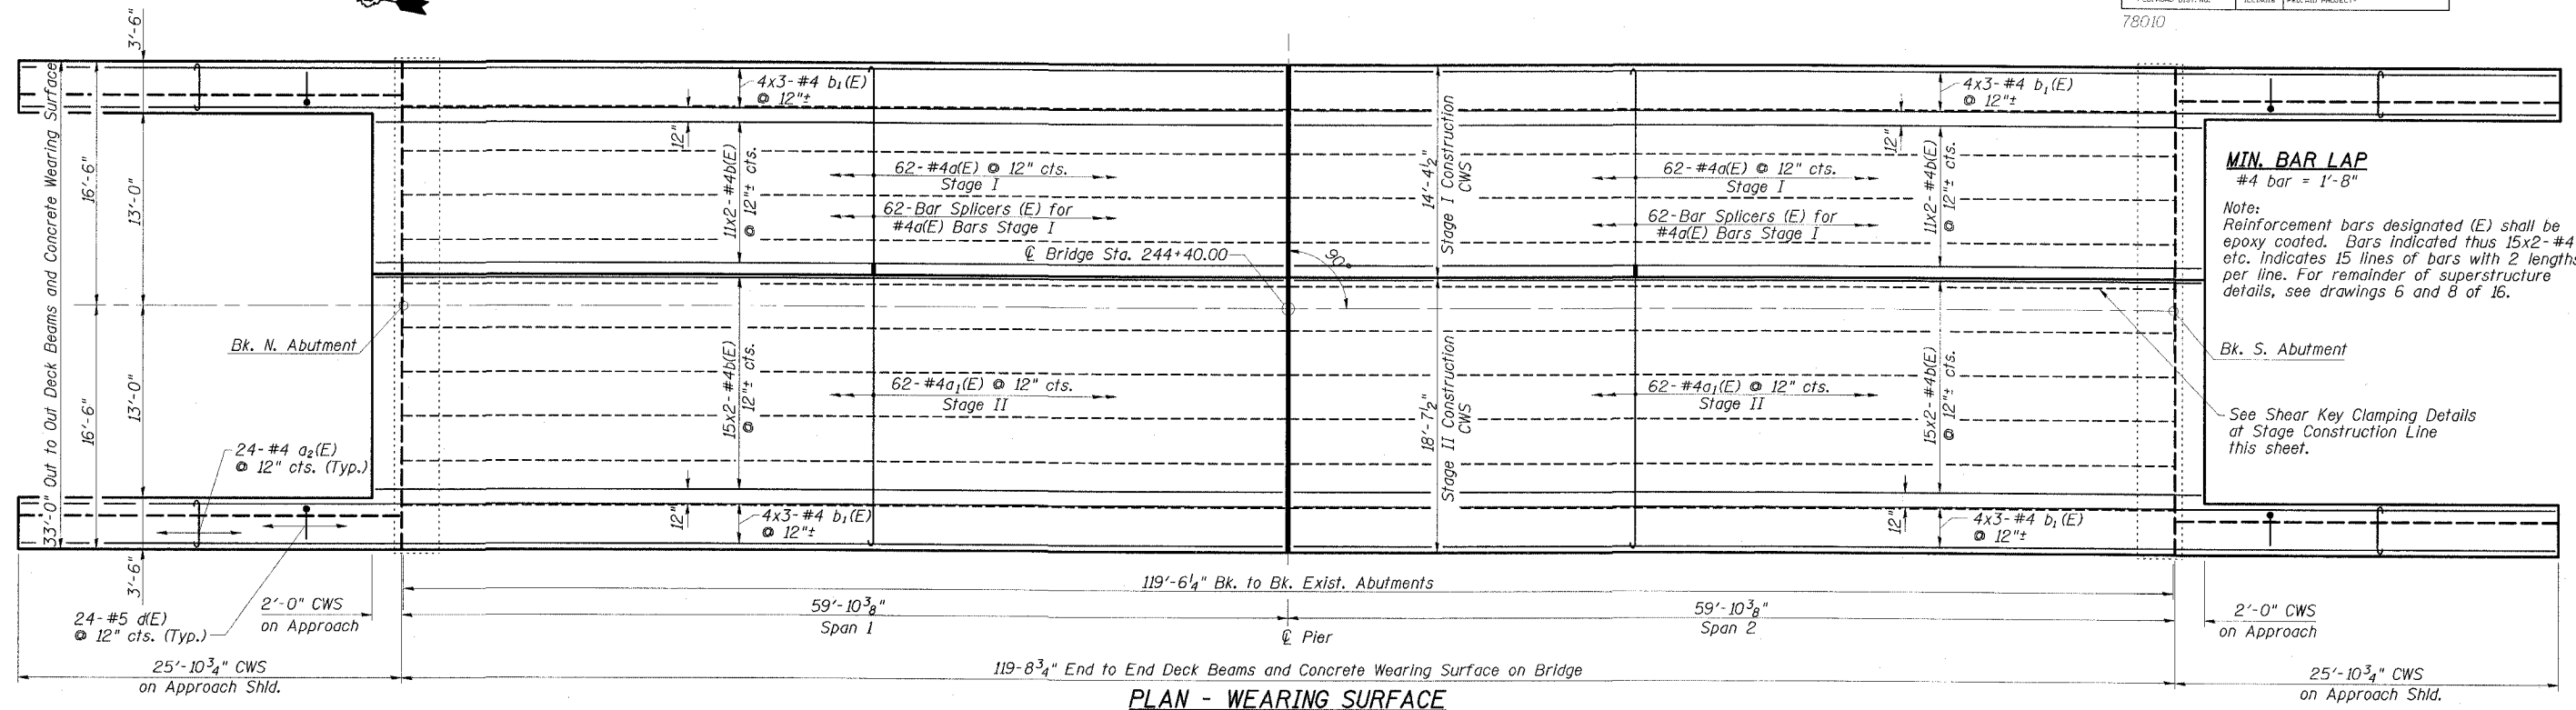 78010
3'-6"
33'-0" Out to Out Deck Beams and Concrete Wearing Surface
16'-6"
13'-0"
16'-6"
13'-0"
3'-6"
4x3-#4 b₁(E)
@ 12"±
12"
11x2-#4b(E)
@ 12"± cts.
62-#4a(E) @ 12" cts.
Stage I
62-Bar Splicers (E) for
#4a(E) Bars Stage I
℄ Bridge Sta. 244+40.00
90°
14'-4½"
Stage I Construction
CWS
4x3-#4 b₁(E)
@ 12"±
12"
11x2-#4b(E)
@ 12"± cts.
62-#4a(E) @ 12" cts.
Stage I
62-Bar Splicers (E) for
#4a(E) Bars Stage I
MIN. BAR LAP
#4 bar = 1'-8"
Note:
Reinforcement bars designated (E) shall be
epoxy coated. Bars indicated thus 15x2-#4
etc. indicates 15 lines of bars with 2 lengths
per line. For remainder of superstructure
details, see drawings 6 and 8 of 16.
Bk. N. Abutment
Bk. S. Abutment
15x2-#4b(E)
@ 12"± cts.
62-#4a₁(E) @ 12" cts.
Stage II
18'-7½"
Stage II Construction
CWS
62-#4a₁(E) @ 12" cts.
Stage II
15x2-#4b(E)
@ 12"± cts.
See Shear Key Clamping Details
at Stage Construction Line
this sheet.
24-#4 a₂(E)
@ 12" cts. (Typ.)
12"
4x3-#4 b₁(E)
@ 12"±
12"
4x3-#4 b₁(E)
@ 12"±
24-#5 d(E)
@ 12" cts. (Typ.)
2'-0" CWS
on Approach
119'-6¼" Bk. to Bk. Exist. Abutments
59'-10⅜"
Span 1
℄ Pier
59'-10⅜"
Span 2
2'-0" CWS
on Approach
25'-10¾" CWS
on Approach Shld.
119-8¾" End to End Deck Beams and Concrete Wearing Surface on Bridge
25'-10¾" CWS
on Approach Shld.
PLAN - WEARING SURFACE